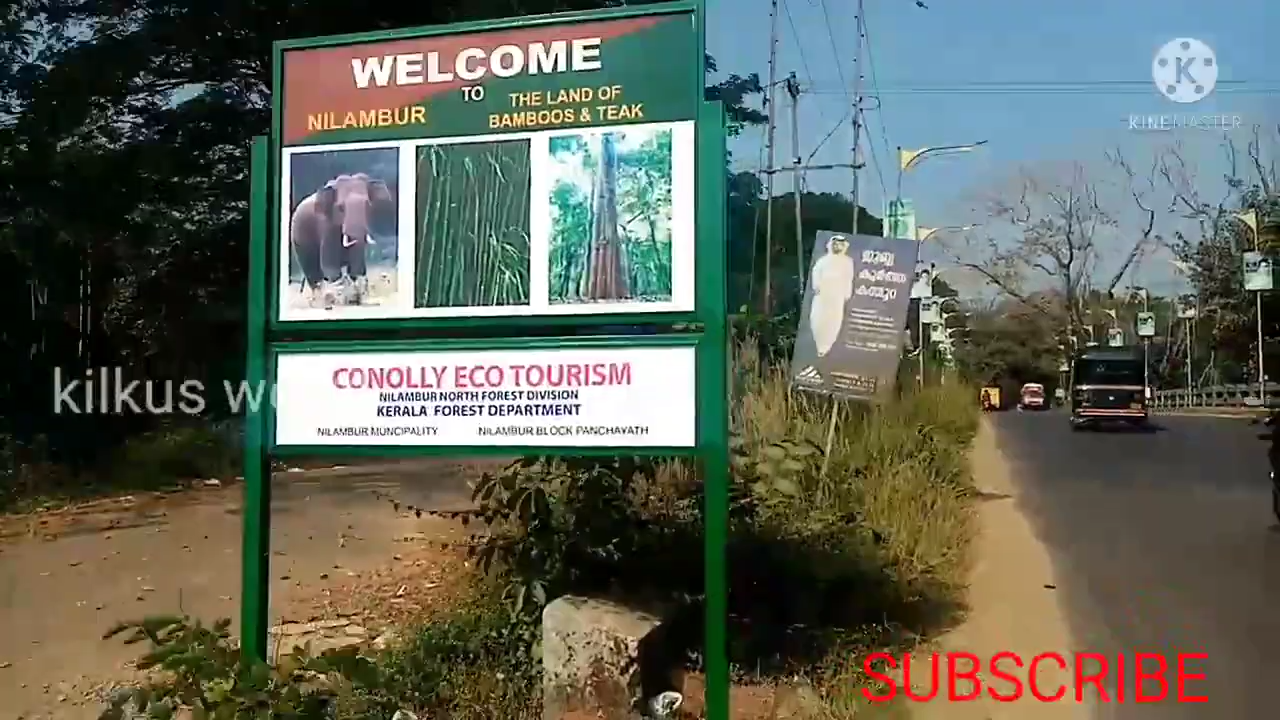 WELCOME
TO
NILAMBUR
THE LAND OF
BAMBOOS & TEAK
CONOLLY ECO TOURISM
NILAMBUR NORTH FOREST DIVISION
KERALA FOREST DEPARTMENT
NILAMBUR MUNCIPALITY
NILAMBUR BLOCK PANCHAYATH
K
KINEMASTER
kilkus
SUBSCRIBE